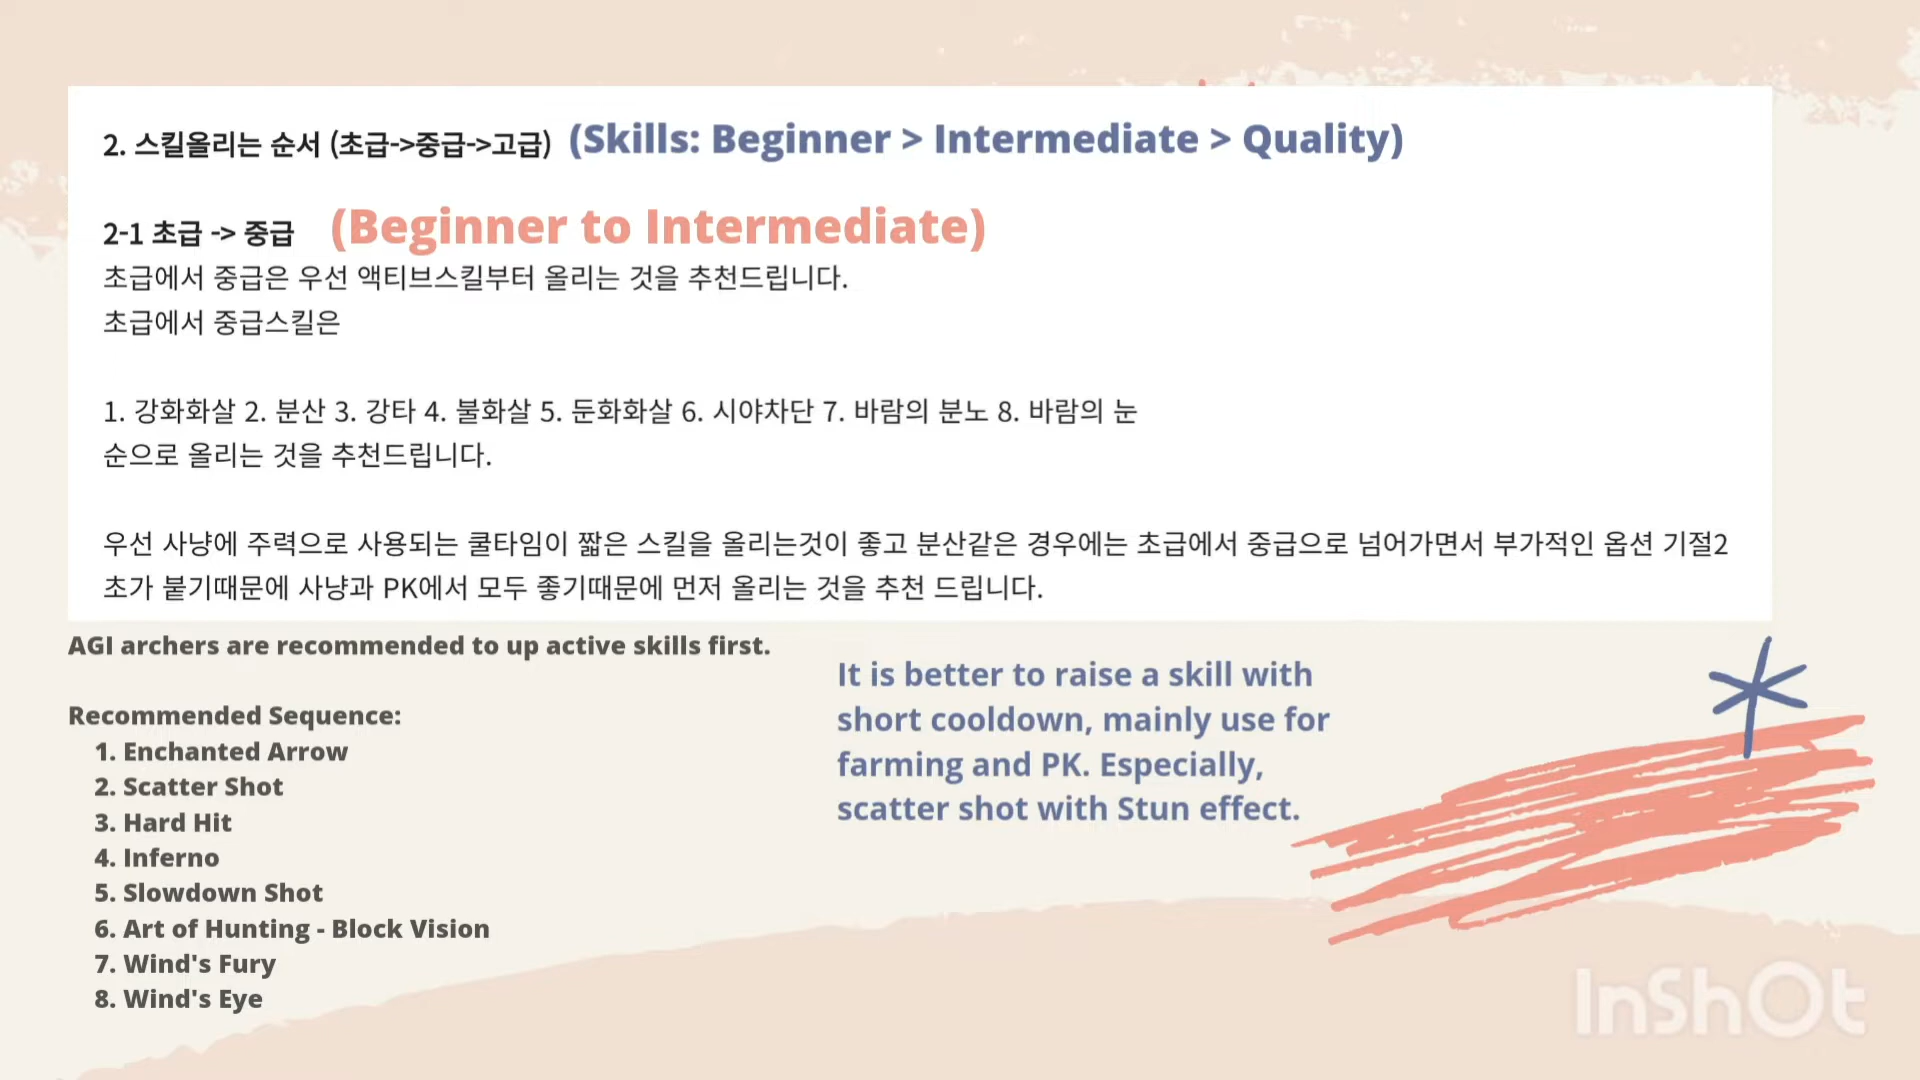 2. 스킬올리는 순서 (초급->중급->고급) (Skills: Beginner > Intermediate > Quality)
2-1 초급 -> 중급 (Beginner to Intermediate)
초급에서 중급은 우선 액티브스킬부터 올리는 것을 추천드립니다.
초급에서 중급스킬은
1. 강화화살 2. 분산 3. 강타 4. 불화살 5. 둔화화살 6. 시야차단 7. 바람의 분노 8. 바람의 눈
순으로 올리는 것을 추천드립니다.
우선 사냥에 주력으로 사용되는 쿨타임이 짧은 스킬을 올리는것이 좋고 분산같은 경우에는 초급에서 중급으로 넘어가면서 부가적인 옵션 기절2
초가 붙기때문에 사냥과 PK에서 모두 좋기때문에 먼저 올리는 것을 추천 드립니다.
AGI archers are recommended to up active skills first.
Recommended Sequence:
1. Enchanted Arrow
2. Scatter Shot
3. Hard Hit
4. Inferno
5. Slowdown Shot
6. Art of Hunting - Block Vision
7. Wind's Fury
8. Wind's Eye
It is better to raise a skill with
short cooldown, mainly use for
farming and PK. Especially,
scatter shot with Stun effect.
InShOt